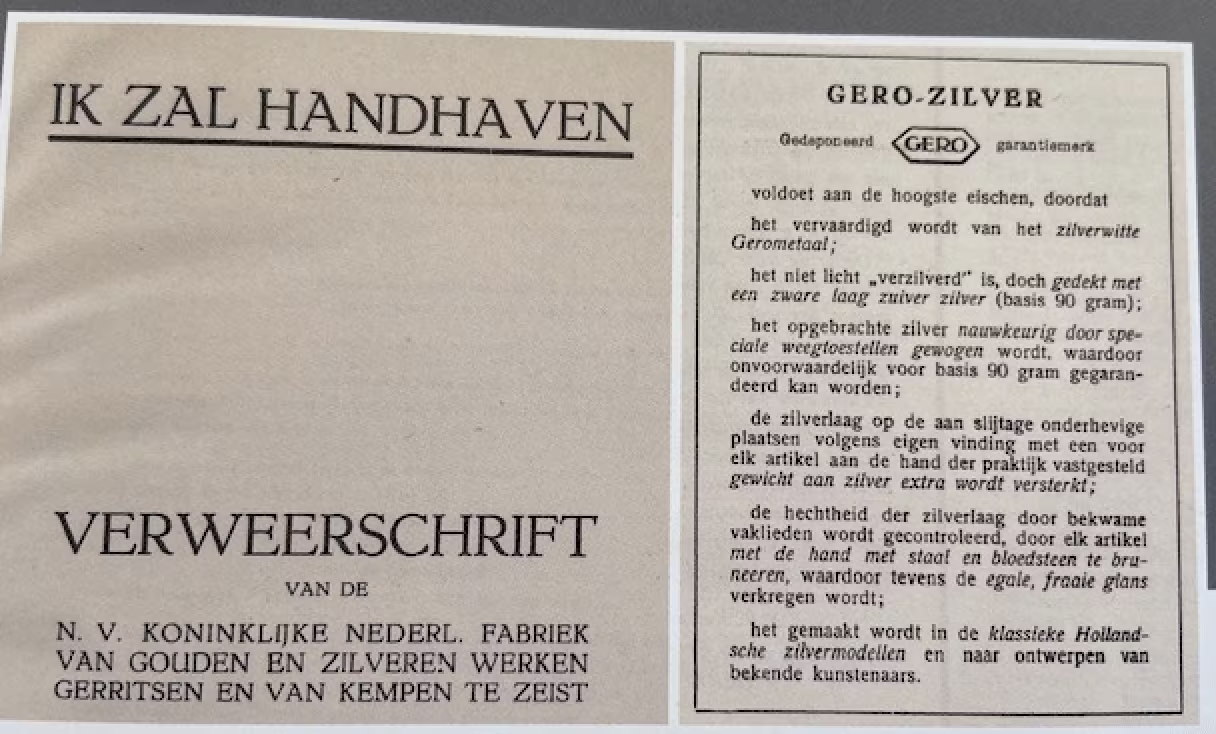 IK ZAL HANDHAVEN
VERWEERSCHRIFT
VAN DE
N. V. KONINKLIJKE NEDERL. FABRIEK
VAN GOUDEN EN ZILVEREN WERKEN
GERRITSEN EN VAN KEMPEN TE ZEIST
GERO-ZILVER
Gedeponeerd GERO garantiemerk
voldoet aan de hoogste eischen, doordat
het vervaardigd wordt van het zilverwitte
Gerometaal;
het niet licht „verzilverd” is, doch gedekt met
een zware laag zuiver zilver (basis 90 gram);
het opgebrachte zilver nauwkeurig door spe-
ciale weegtoestellen gewogen wordt, waardoor
onvoorwaardelijk voor basis 90 gram gegaran-
deerd kan worden;
de zilverlaag op de aan slijtage onderhevige
plaatsen volgens eigen vinding met een voor
elk artikel aan de hand der praktijk vastgesteld
gewicht aan zilver extra wordt versterkt;
de hechtheid der zilverlaag door bekwame
vaklieden wordt gecontroleerd, door elk artikel
met de hand met staal en bloedsteen te bru-
neeren, waardoor tevens de egale, fraaie glans
verkregen wordt;
het gemaakt wordt in de klassieke Holland-
sche zilvermodellen en naar ontwerpen van
bekende kunstenaars.